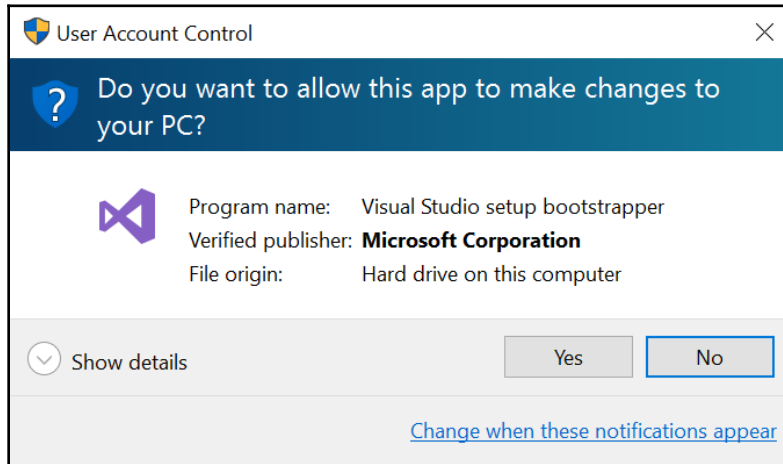 User Account Control
Do you want to allow this app to make changes to
your PC?
Program name: Visual Studio setup bootstrapper
Verified publisher: Microsoft Corporation
File origin: Hard drive on this computer
Show details
Yes
No
Change when these notifications appear